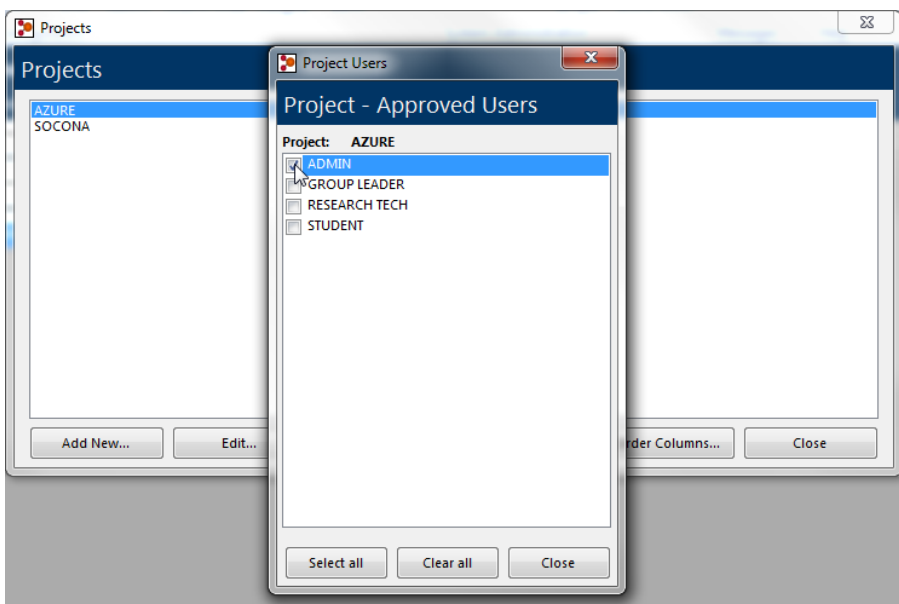 Projects
Projects
AZURE
SOCONA
Add New...
Edit...
rder Columns...
Close
Project Users
Project - Approved Users
Project: AZURE
ADMIN
GROUP LEADER
RESEARCH TECH
STUDENT
Select all
Clear all
Close